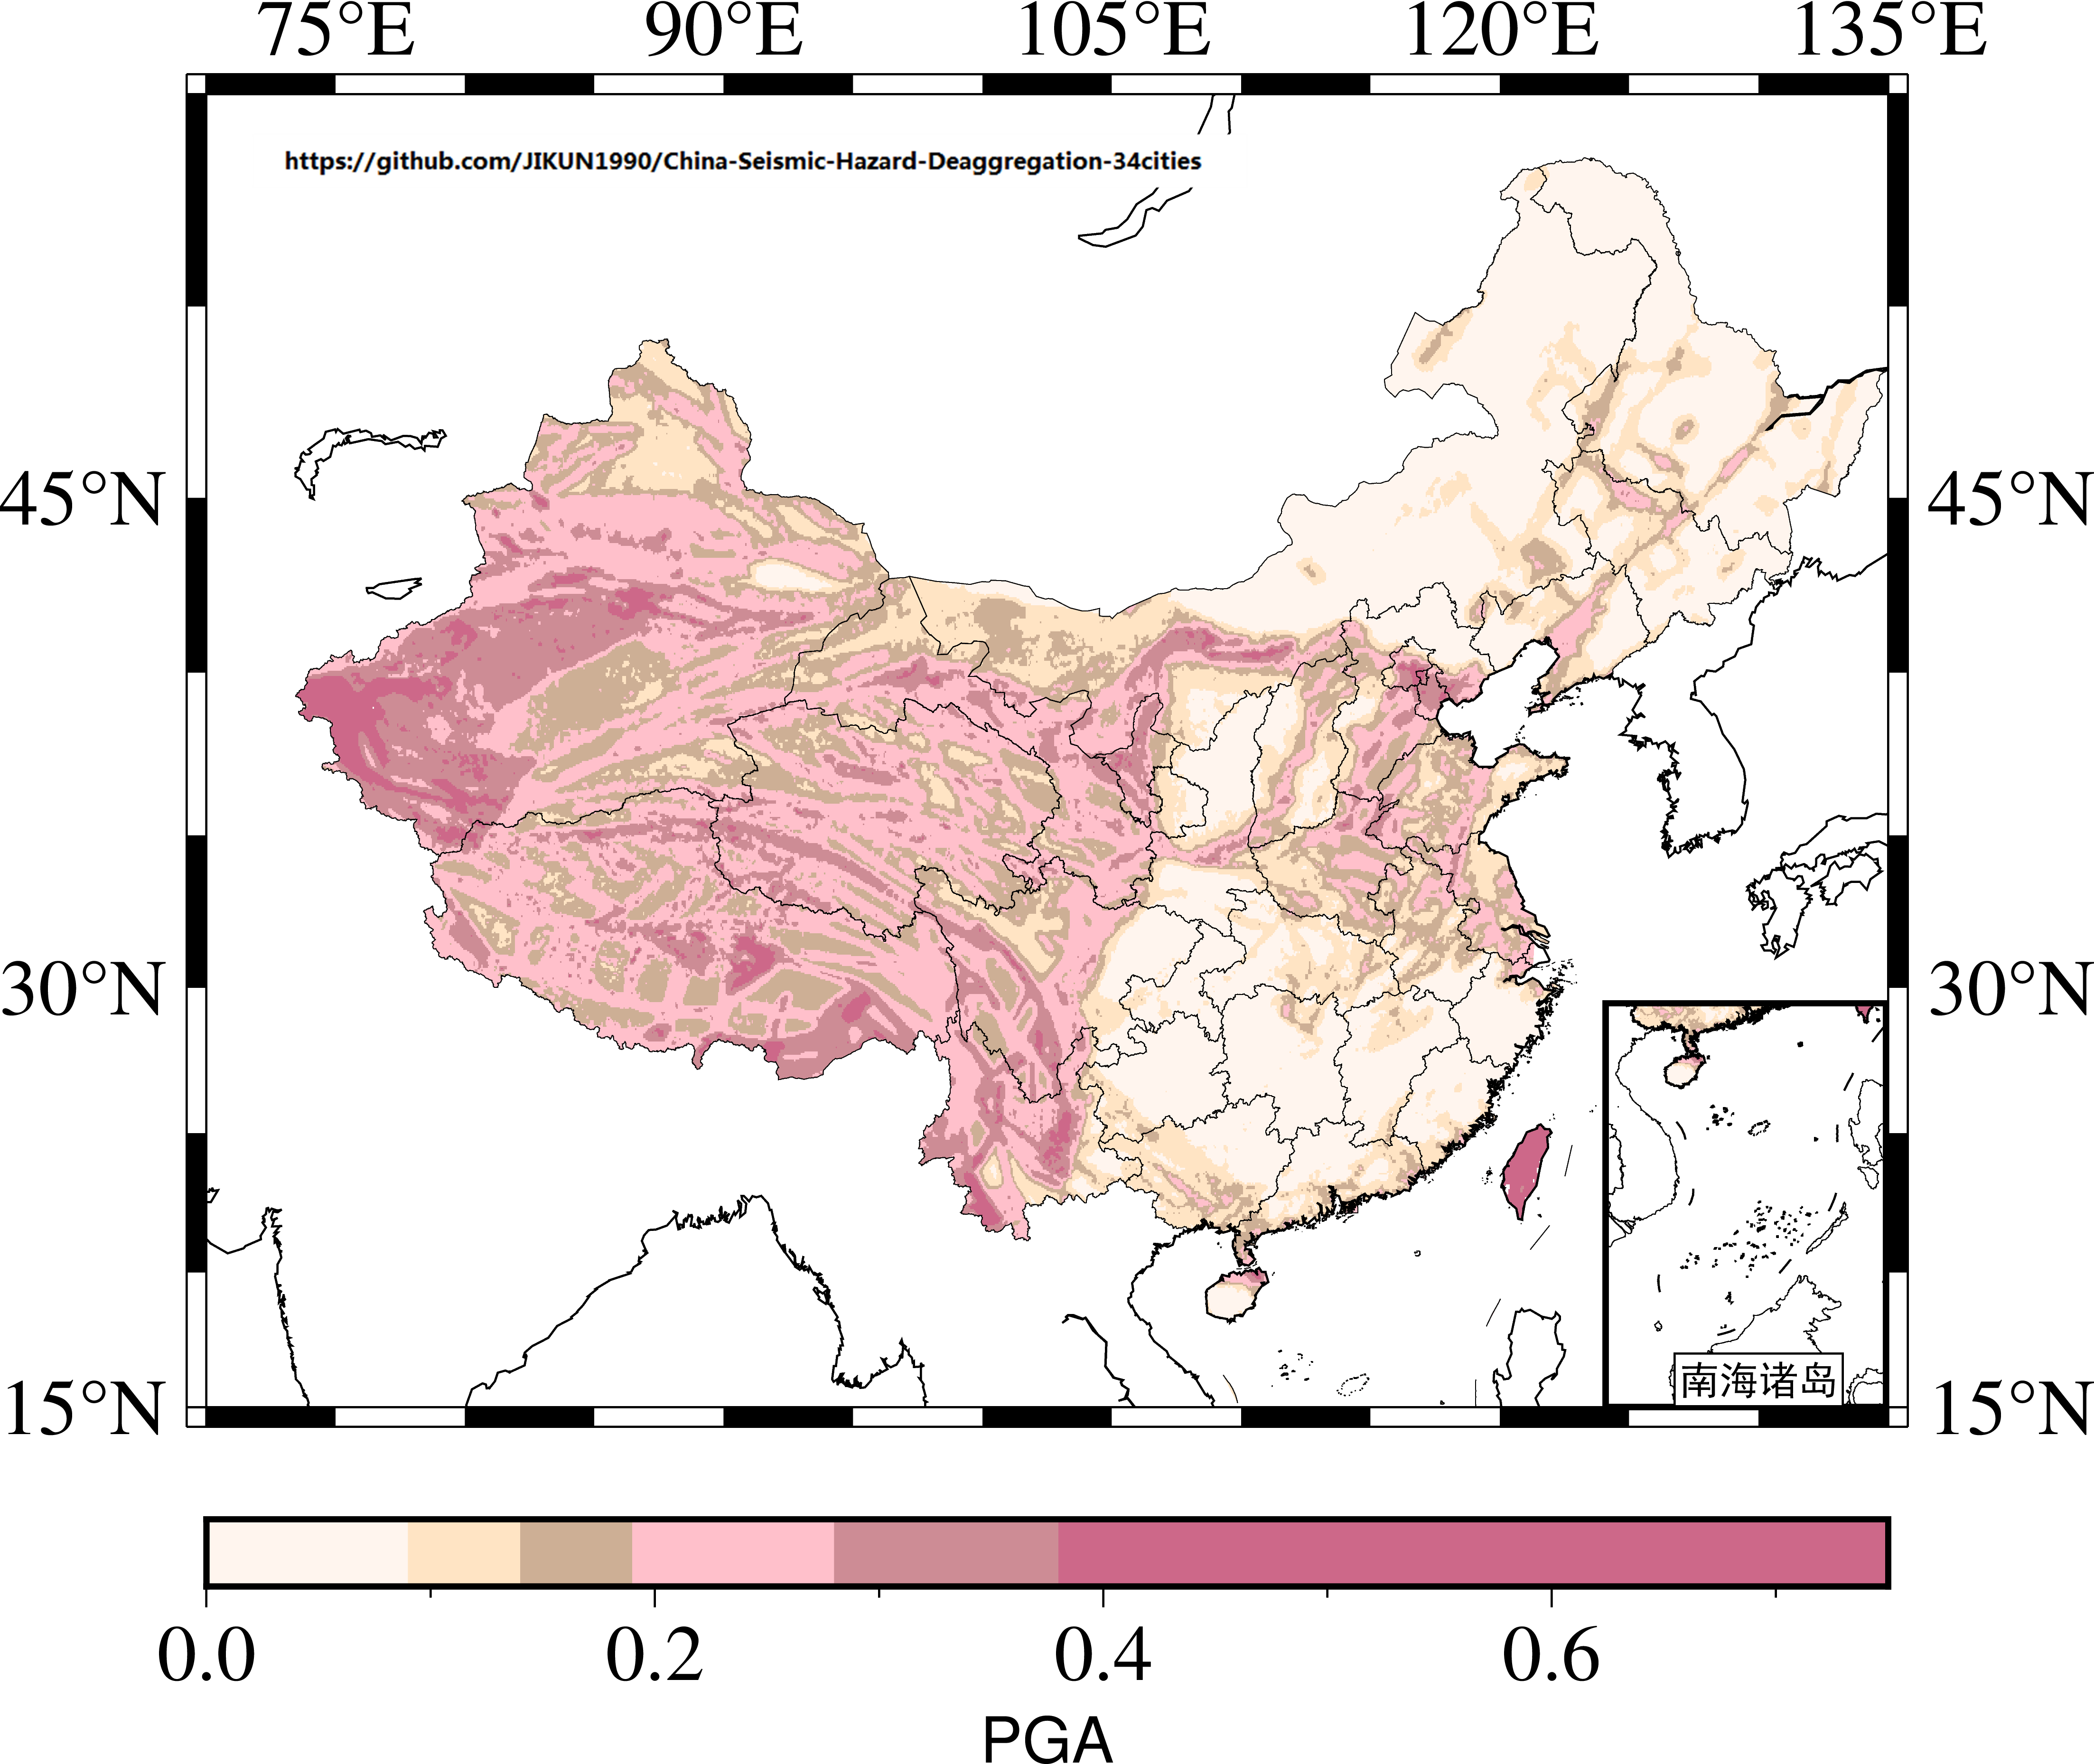 75°E 90°E 105°E 120°E 135°E
https://github.com/JIKUN1990/China-Seismic-Hazard-Deaggregation-34cities
45°N 45°N
30°N 30°N
南海诸岛
15°N 15°N
0.0 0.2 0.4 0.6
PGA